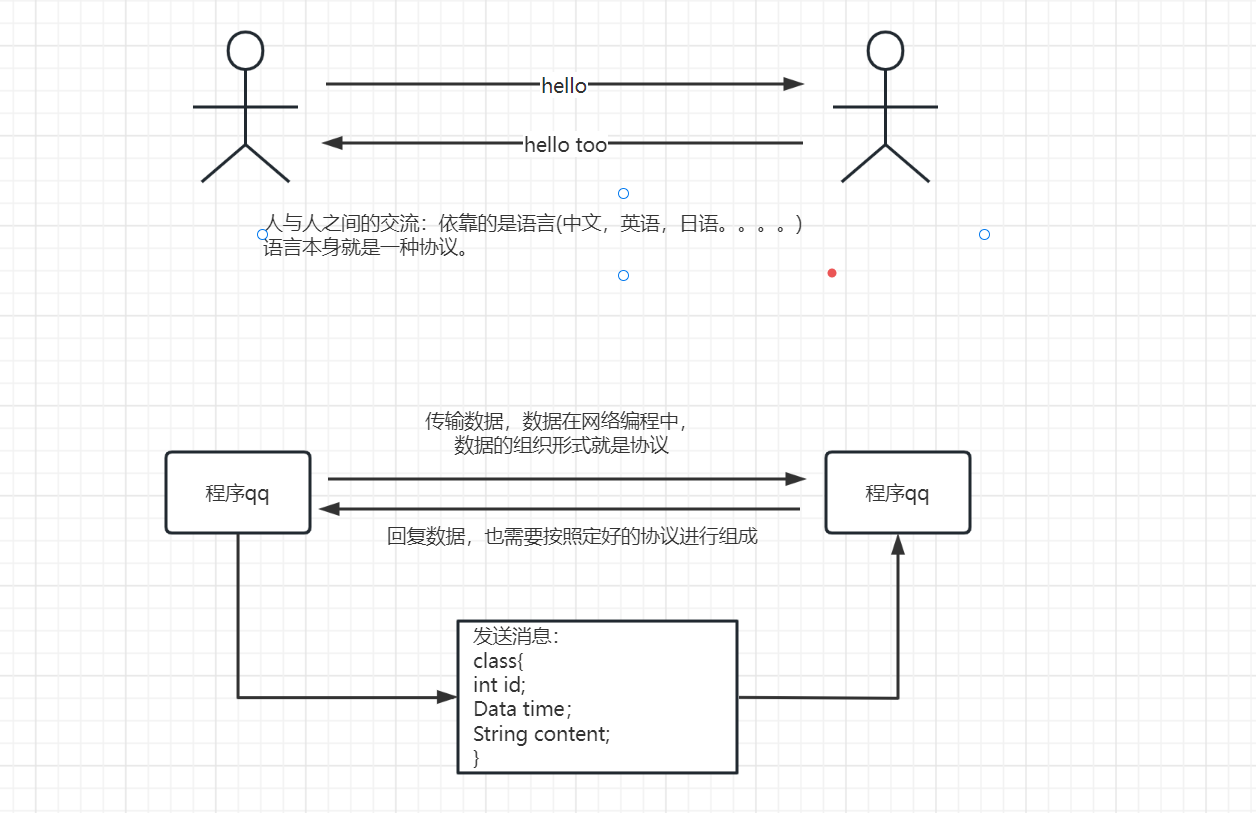 hello
hello too
人与人之间的交流：依靠的是语言(中文，英语，日语。。。。)
语言本身就是一种协议。
传输数据，数据在网络编程中，
数据的组织形式就是协议
程序qq
程序qq
回复数据，也需要按照定好的协议进行组成
发送消息：
class{
int id;
Data time；
String content;
}